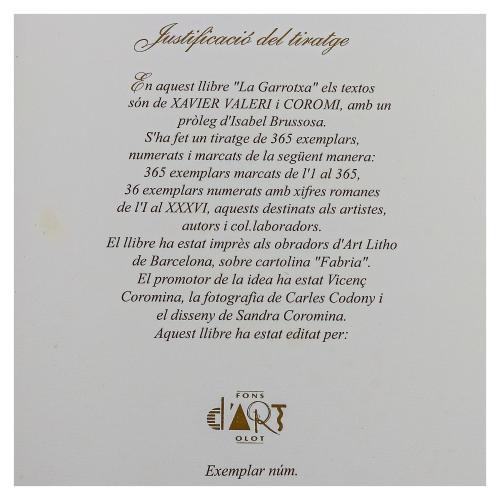 Justificació del tiratge
En aquest llibre "La Garrotxa" els textos
són de XAVIER VALERI i COROMI, amb un
pròleg d'Isabel Brussosa.
S'ha fet un tiratge de 365 exemplars,
numerats i marcats de la següent manera:
365 exemplars marcats de l'1 al 365,
36 exemplars numerats amb xifres romanes
de l'I al XXXVI, aquests destinats als artistes,
autors i col.laboradors.
El llibre ha estat imprès als obradors d'Art Litho
de Barcelona, sobre cartolina "Fabria".
El promotor de la idea ha estat Vicenç
Coromina, la fotografia de Carles Codony i
el disseny de Sandra Coromina.
Aquest llibre ha estat editat per:
FONS
d'ART
OLOT
Exemplar núm.